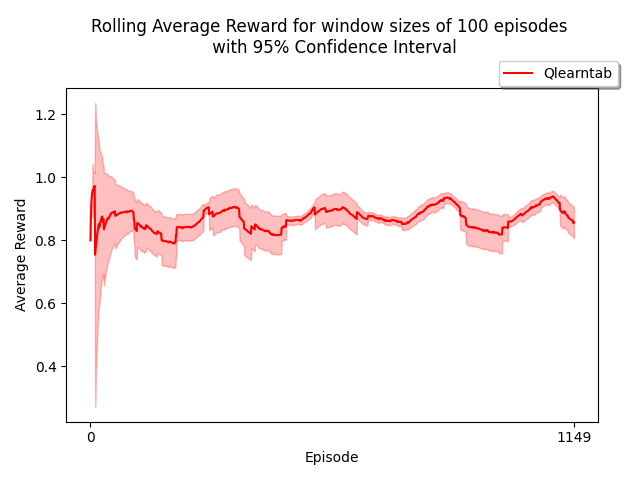 Rolling Average Reward for window sizes of 100 episodes
with 95% Confidence Interval
Qlearntab
1.2
1.0
0.8
0.6
0.4
Average Reward
0
1149
Episode